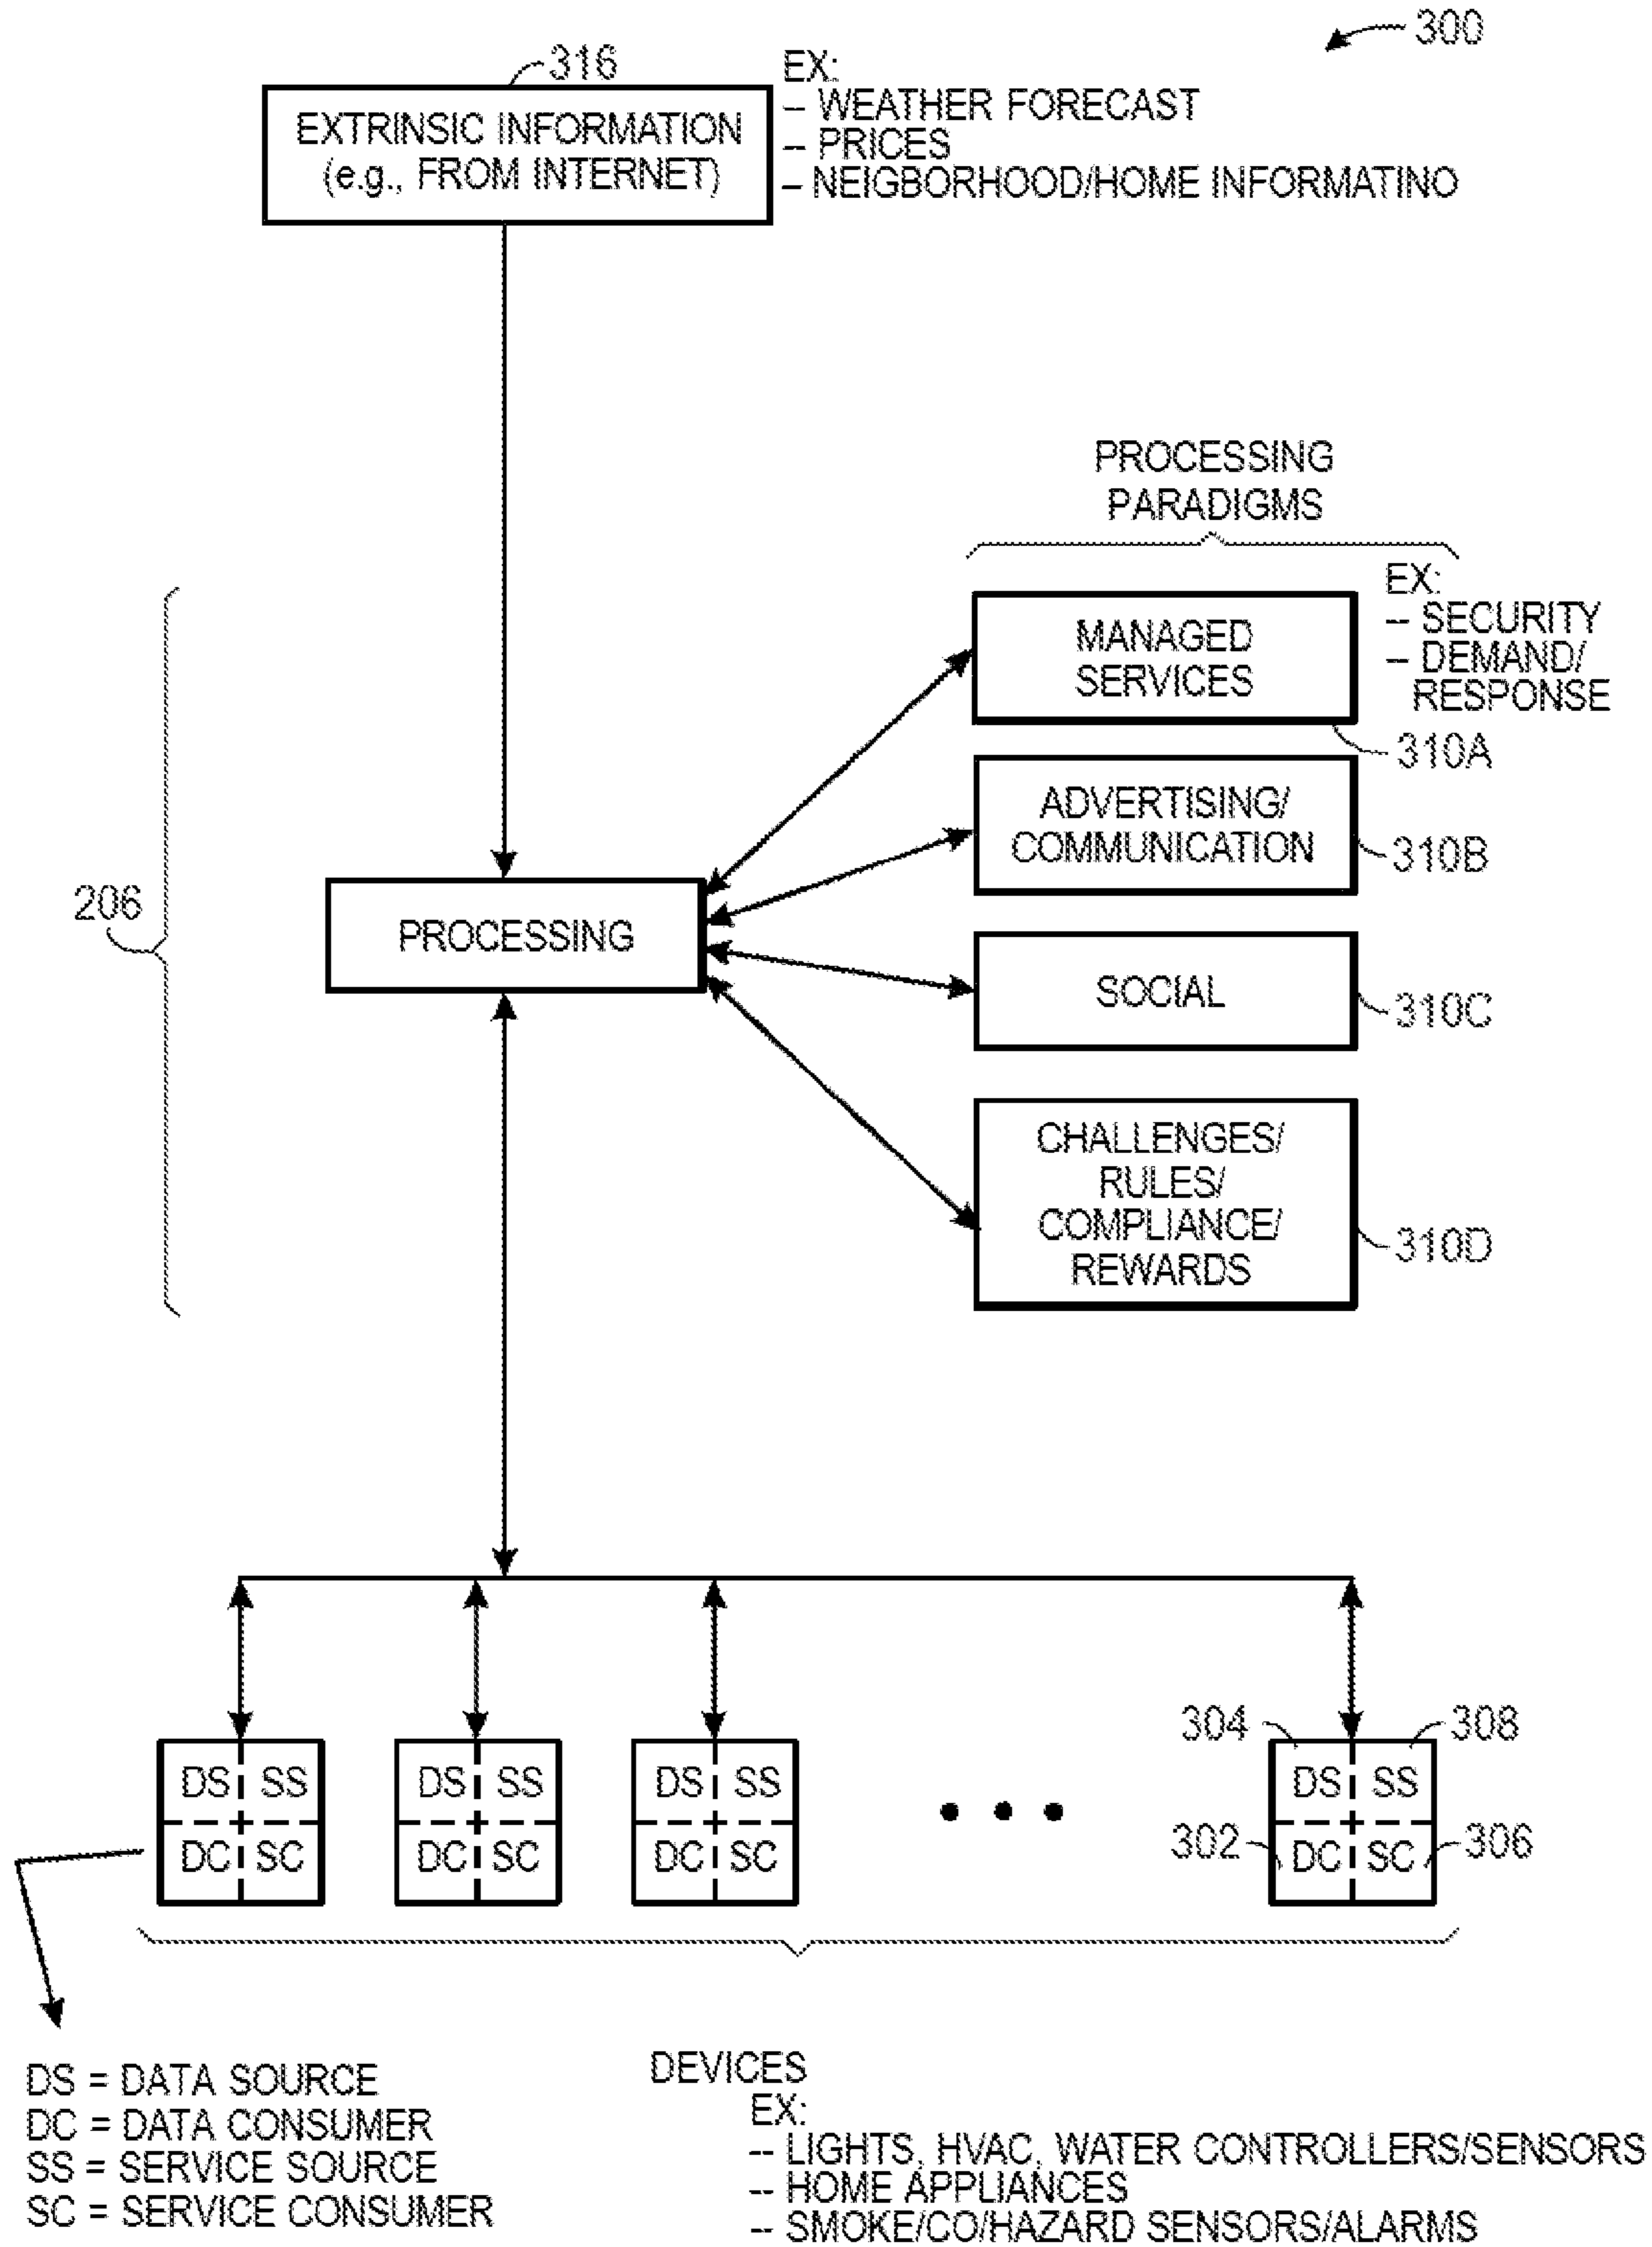 300
316
EXTRINSIC INFORMATION
(e.g., FROM INTERNET)
EX:
– WEATHER FORECAST
– PRICES
– NEIGBORHOOD/HOME INFORMATINO
PROCESSING
PARADIGMS
MANAGED
SERVICES
EX:
-- SECURITY
– DEMAND/
RESPONSE
310A
ADVERTISING/
COMMUNICATION
310B
206
PROCESSING
SOCIAL
310C
CHALLENGES/
RULES/
COMPLIANCE/
REWARDS
310D
304
308
DS SS
DC SC
DS SS
DC SC
DS SS
DC SC
• • •
DS SS
302
DC SC
306
DS = DATA SOURCE
DC = DATA CONSUMER
SS = SERVICE SOURCE
SC = SERVICE CONSUMER
DEVICES
EX:
-- LIGHTS, HVAC, WATER CONTROLLERS/SENSORS
-- HOME APPLIANCES
-- SMOKE/CO/HAZARD SENSORS/ALARMS